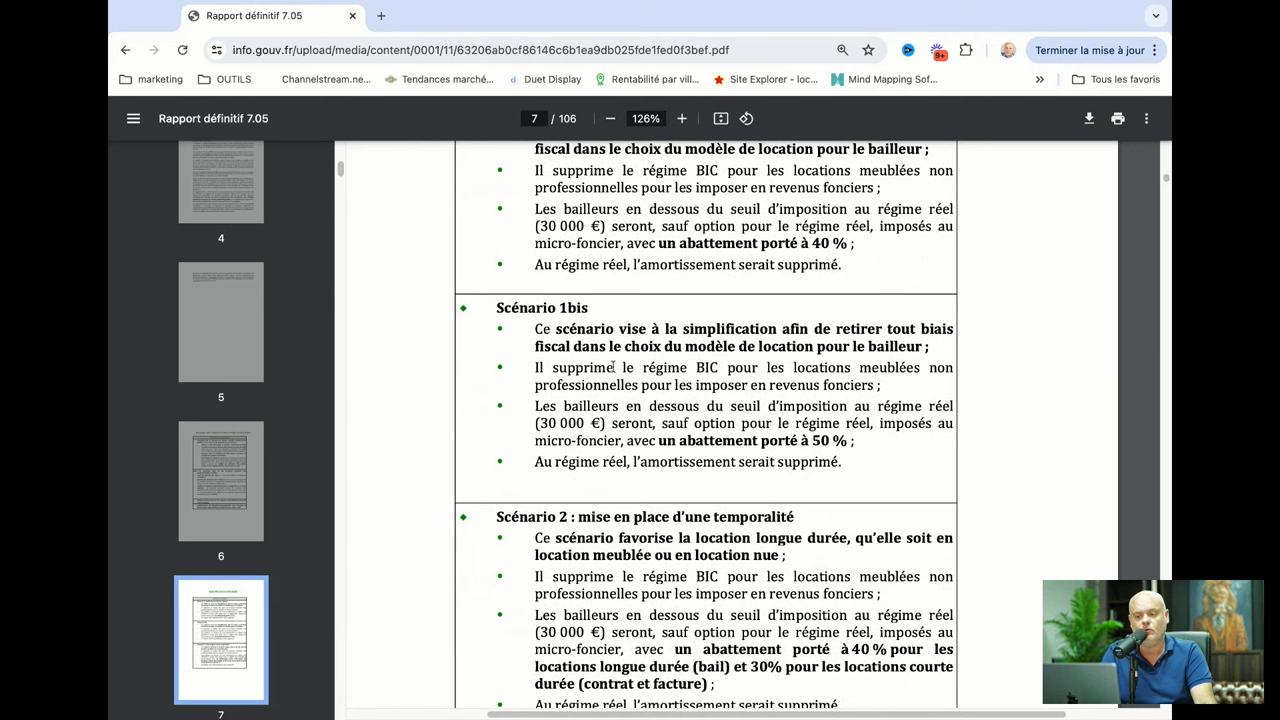 Rapport définitif 7.05
info.gouv.fr/upload/media/content/0001/11/63206ab0cf86146c6b1ea9db025fde1fed0f3bef.pdf
9+
Terminer la mise à jour
marketing
OUTILS
Channelstream.ne...
Tendances marché...
d
Duet Display
Rentabilité par vill...
Site Explorer - loc...
Mind Mapping Sof...
»
Tous les favoris
Rapport définitif 7.05
7 / 106
126%
4
5
6
7
fiscal dans le choix du modèle de location pour le bailleur ;
• Il supprime le régime BIC pour les locations meublées non
professionnelles pour les imposer en revenus fonciers ;
• Les bailleurs en dessous du seuil d'imposition au régime réel
(30 000 €) seront, sauf option pour le régime réel, imposés au
micro-foncier, avec un abattement porté à 40 % ;
• Au régime réel, l'amortissement serait supprimé.
Scénario 1bis
• Ce scénario vise à la simplification afin de retirer tout biais
fiscal dans le choix du modèle de location pour le bailleur ;
• Il supprime le régime BIC pour les locations meublées non
professionnelles pour les imposer en revenus fonciers ;
• Les bailleurs en dessous du seuil d'imposition au régime réel
(30 000 €) seront, sauf option pour le régime réel, imposés au
micro-foncier, avec un abattement porté à 50 % ;
• Au régime réel, l'amortissement serait supprimé.
Scénario 2 : mise en place d'une temporalité
• Ce scénario favorise la location longue durée, qu'elle soit en
location meublée ou en location nue ;
• Il supprime le régime BIC pour les locations meublées non
professionnelles pour les imposer en revenus fonciers ;
• Les bailleurs en dessous du seuil d'imposition au régime réel
(30 000 €) seront, sauf option pour le régime réel, imposés au
micro-foncier, avec un abattement porté à 40 % pour les
locations longue durée (bail) et 30% pour les locations courte
durée (contrat et facture) ;
• Au régime réel, l'amortissement serait supprimé.